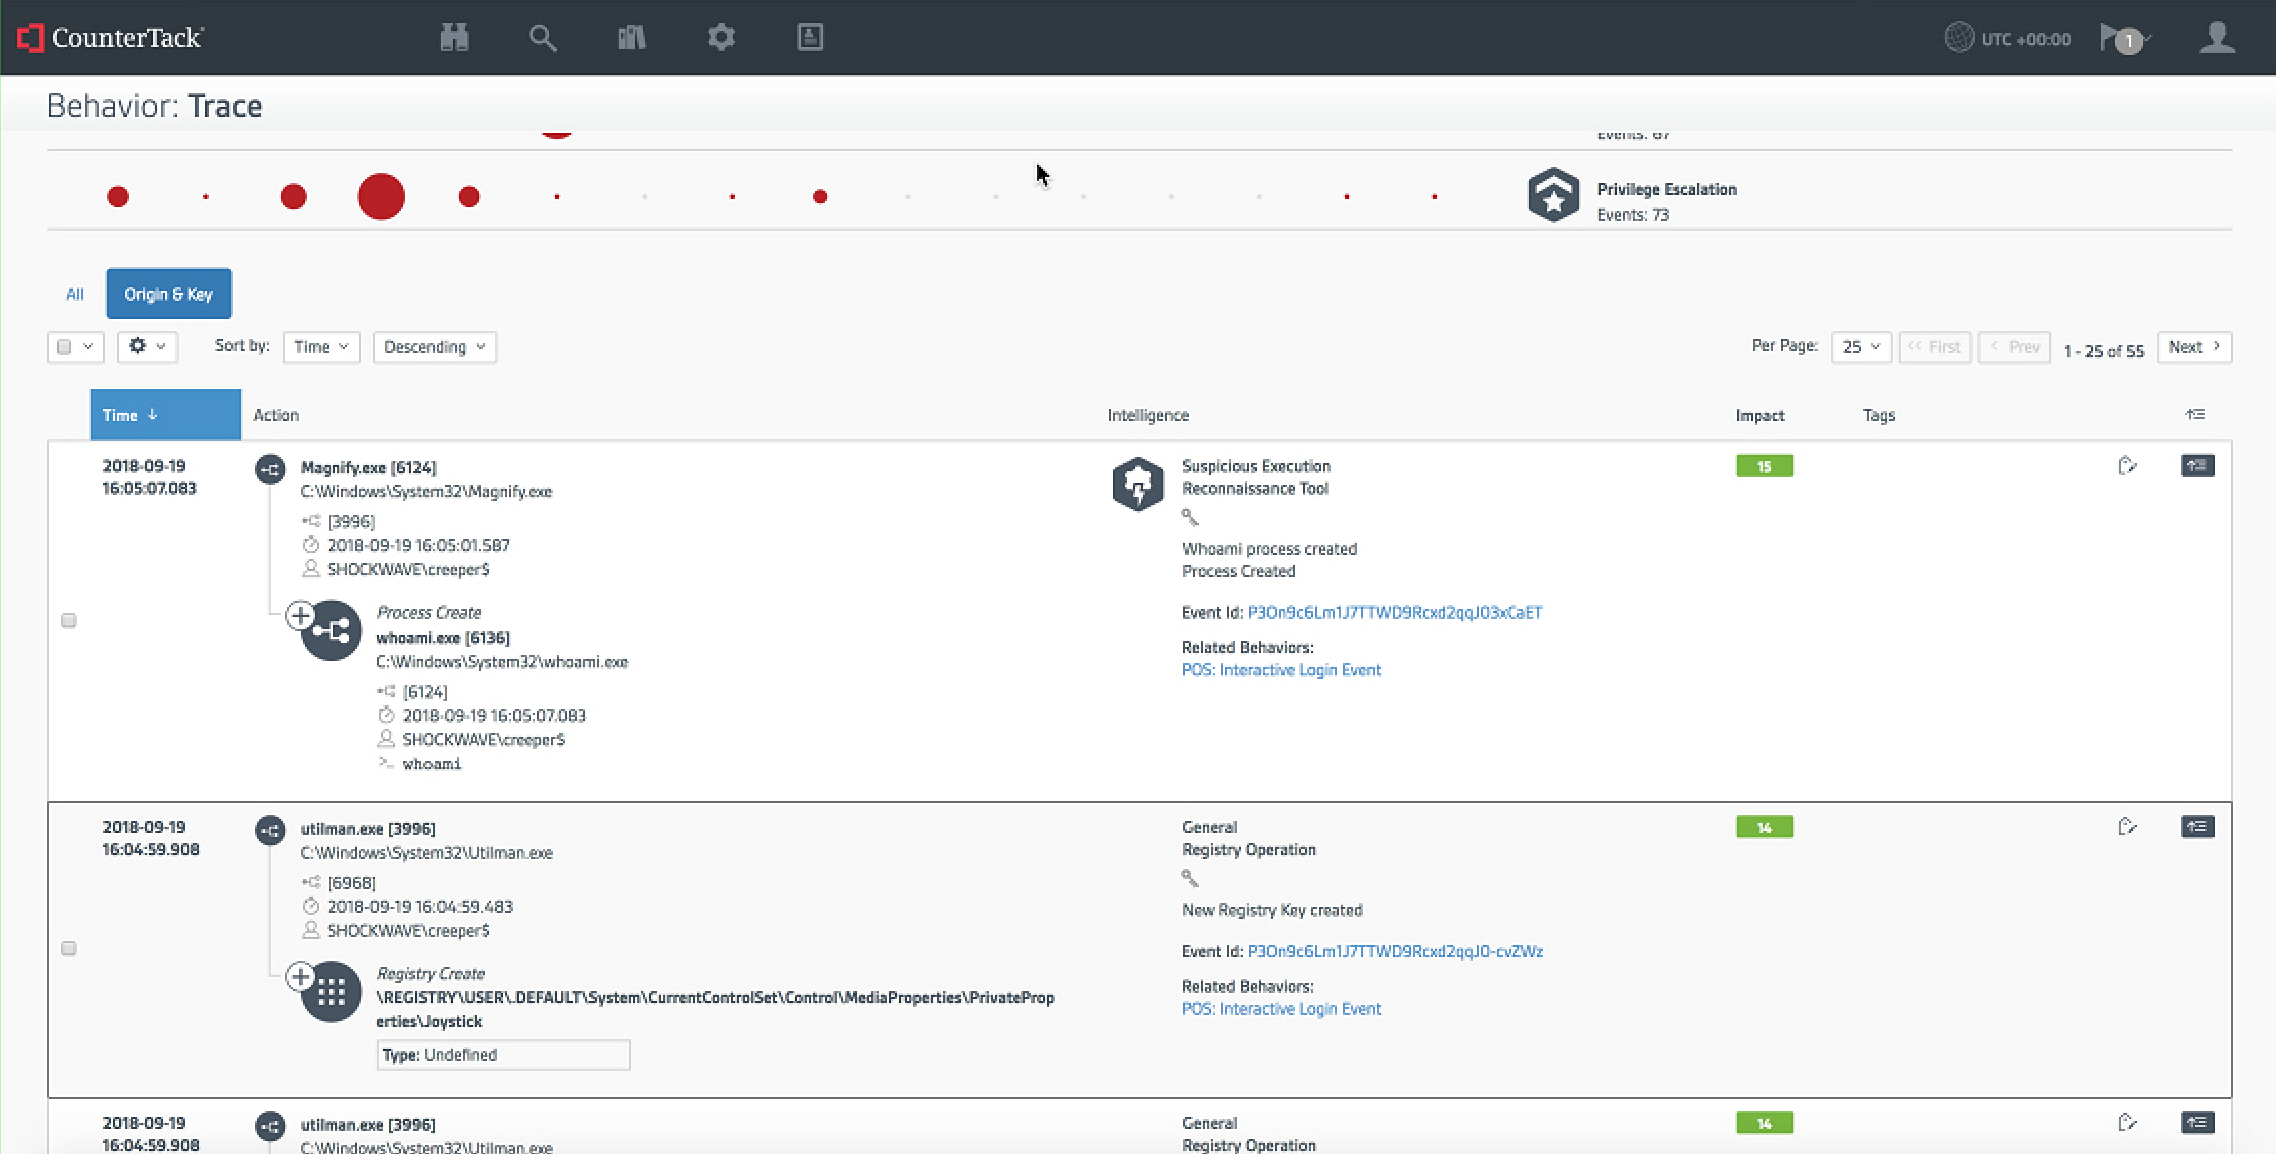 CounterTack
UTC +00:00
1
Behavior: Trace
Events: 67
Privilege Escalation
Events: 73
All
Origin & Key
Sort by:
Time
Descending
Per Page:
25
<< First
< Prev
1 - 25 of 55
Next >
Time ↓
Action
Intelligence
Impact
Tags
2018-09-19
16:05:07.083
Magnify.exe [6124]
C:\Windows\System32\Magnify.exe
[3996]
2018-09-19 16:05:01.587
SHOCKWAVE\creeper$
Process Create
whoami.exe [6136]
C:\Windows\System32\whoami.exe
[6124]
2018-09-19 16:05:07.083
SHOCKWAVE\creeper$
>_ whoami
Suspicious Execution
Reconnaissance Tool
Whoami process created
Process Created
Event Id: P3On9c6Lm1J7TTWD9Rcxd2qqJ03xCaET
Related Behaviors:
POS: Interactive Login Event
15
2018-09-19
16:04:59.908
utilman.exe [3996]
C:\Windows\System32\Utilman.exe
[6968]
2018-09-19 16:04:59.483
SHOCKWAVE\creeper$
Registry Create
\REGISTRY\USER\.DEFAULT\System\CurrentControlSet\Control\MediaProperties\PrivateProp
erties\Joystick
Type: Undefined
General
Registry Operation
New Registry Key created
Event Id: P3On9c6Lm1J7TTWD9Rcxd2qqJ0-cvZWz
Related Behaviors:
POS: Interactive Login Event
14
2018-09-19
16:04:59.908
utilman.exe [3996]
C:\Windows\System32\Utilman.exe
General
Registry Operation
14